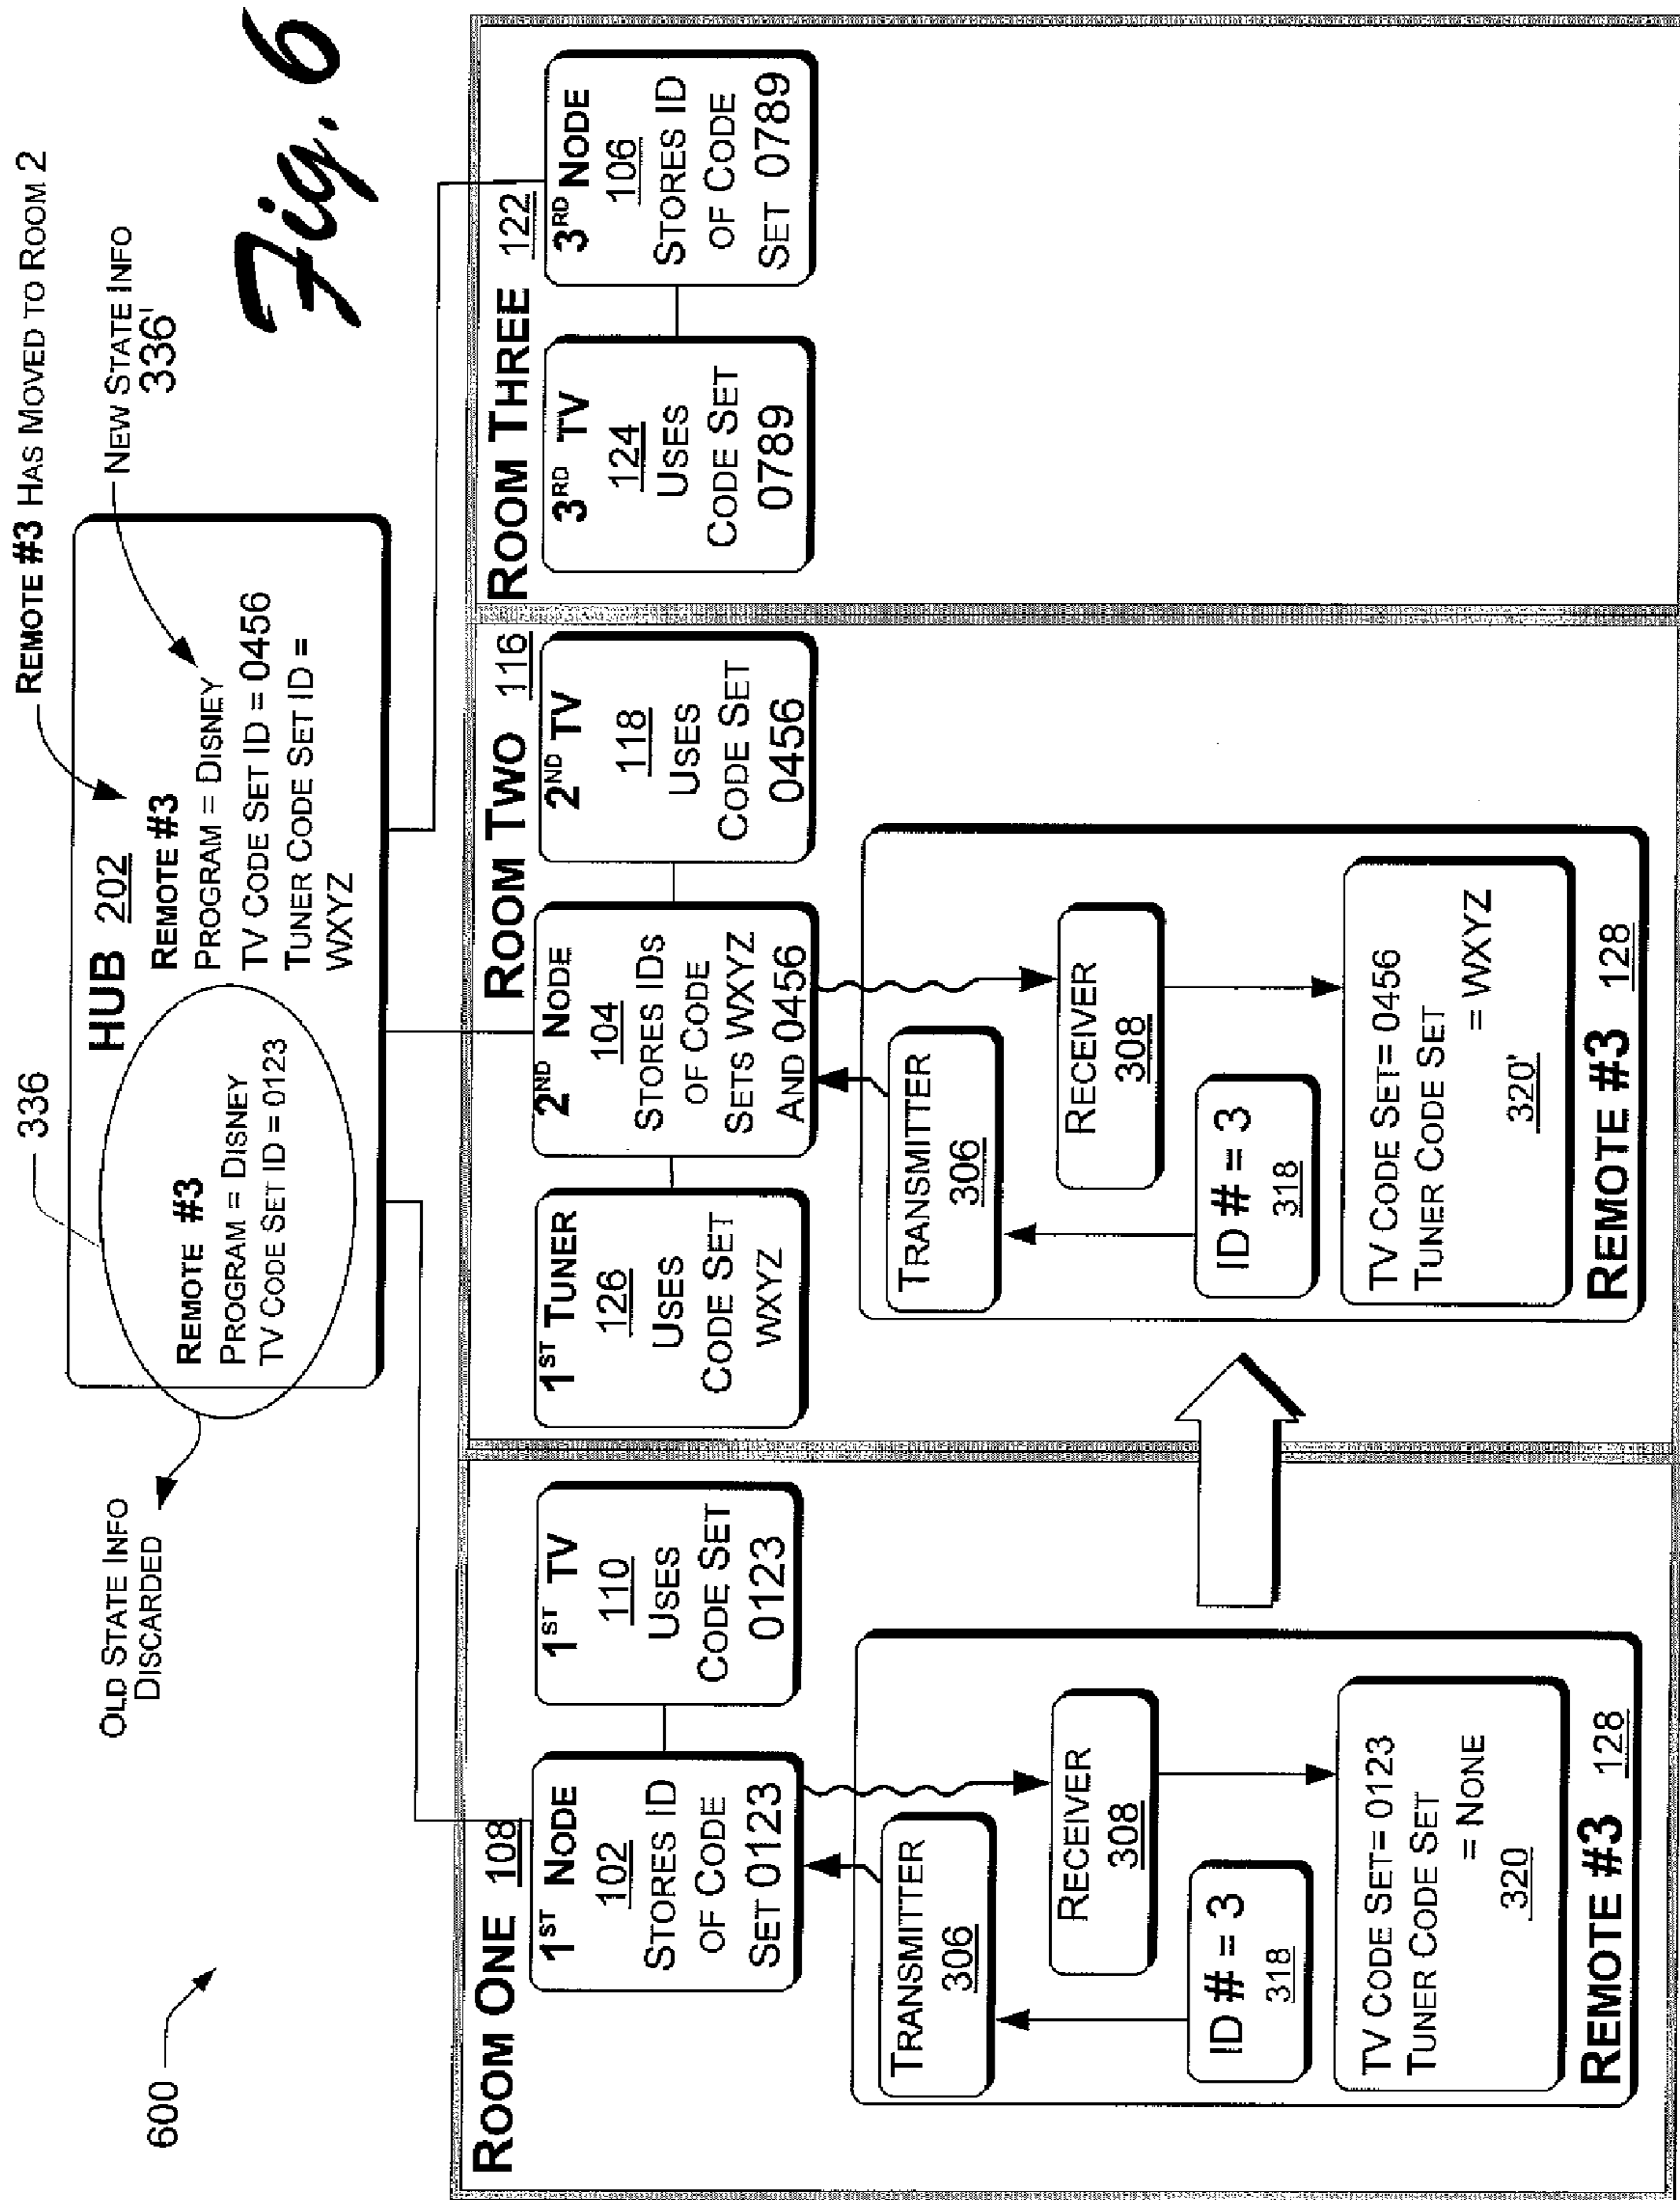 600
OLD STATE INFO
DISCARDED
336
REMOTE #3 HAS MOVED TO ROOM 2
NEW STATE INFO
336'
Fig. 6
HUB 202
REMOTE #3
PROGRAM = DISNEY
TV CODE SET ID = 0123
REMOTE #3
PROGRAM = DISNEY
TV CODE SET ID = 0456
TUNER CODE SET ID =
WXYZ
ROOM ONE 108
1ST NODE
102
STORES ID
OF CODE
SET 0123
1ST TV
110
USES
CODE SET
0123
TRANSMITTER
306
RECEIVER
308
ID # = 3
318
TV CODE SET= 0123
TUNER CODE SET
= NONE
320
REMOTE #3 128
ROOM TWO 116
1ST TUNER
126
USES
CODE SET
WXYZ
2ND NODE
104
STORES IDS
OF CODE
SETS WXYZ
AND 0456
2ND TV
118
USES
CODE SET
0456
TRANSMITTER
306
RECEIVER
308
ID # = 3
318
TV CODE SET= 0456
TUNER CODE SET
= WXYZ
320'
REMOTE #3 128
ROOM THREE 122
3RD TV
124
USES
CODE SET
0789
3RD NODE
106
STORES ID
OF CODE
SET 0789